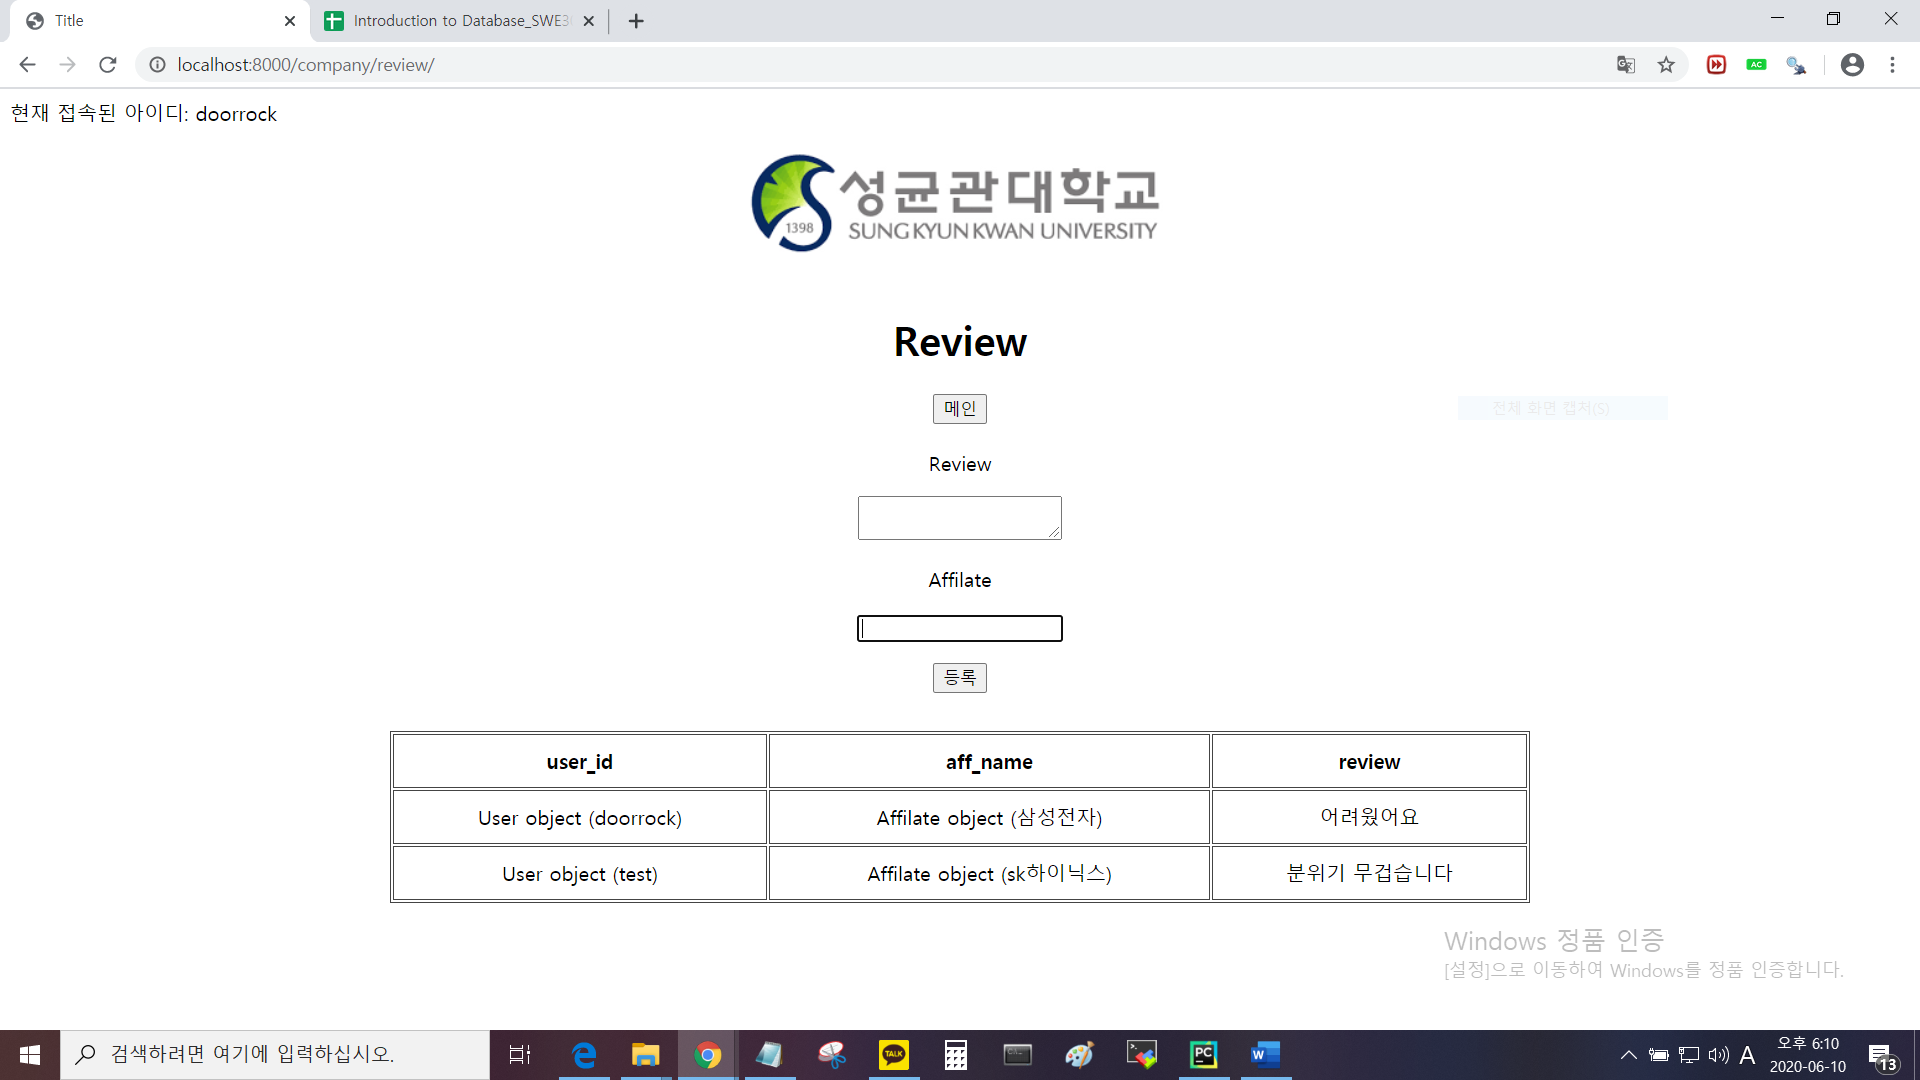 Title
Introduction to Database_SWE3
localhost:8000/company/review/
AC
현재 접속된 아이디: doorrock
1398
성균관대학교
SUNG KYUN KWAN UNIVERSITY
Review
메인
전체 화면 캡처(S)
Review
Affilate
등록
user_id aff_name review
User object (doorrock) Affilate object (삼성전자) 어려웠어요
User object (test) Affilate object (sk하이닉스) 분위기 무겁습니다
Windows 정품 인증
[설정]으로 이동하여 Windows를 정품 인증합니다.
검색하려면 여기에 입력하십시오.
TALK
PC
W
A
오후 6:10
2020-06-10
13